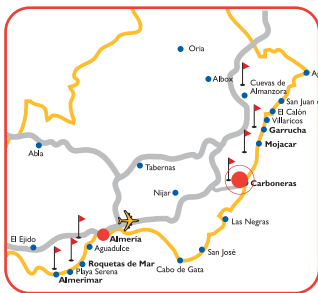 Oria
Albox
Cuevas de
Almanzora
San Juan
El Calón
Villaricos
Garrucha
Mojacar
Abla
Tabernas
Nijar
Carboneras
Las Negras
El Ejido
Almería
Aguadulce
San José
Roquetas de Mar
Cabo de Gata
Playa Serena
Almerimar